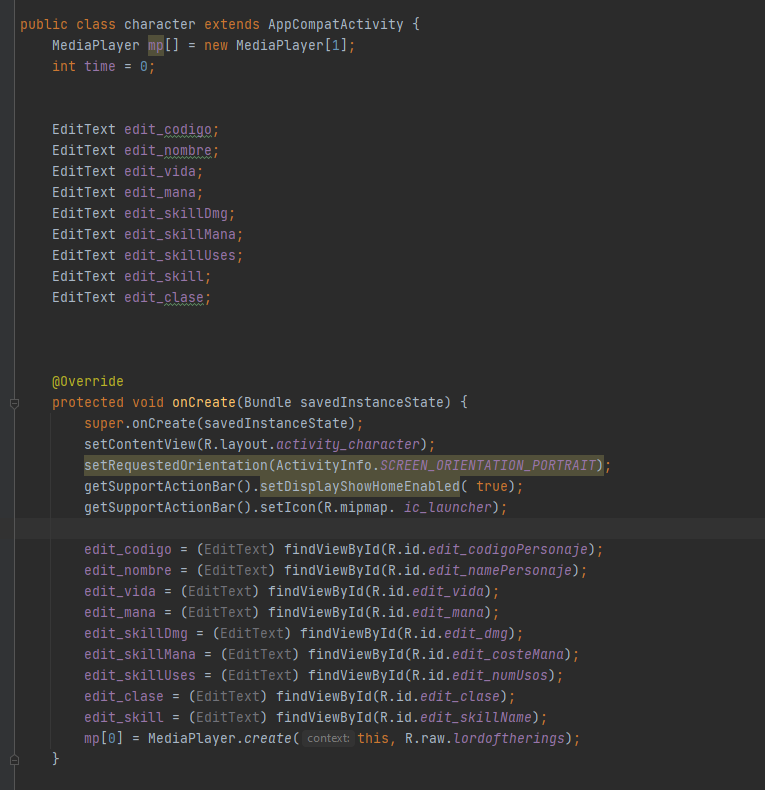 public class character extends AppCompatActivity {
MediaPlayer mp[] = new MediaPlayer[1];
int time = 0;
EditText edit_codigo;
EditText edit_nombre;
EditText edit_vida;
EditText edit_mana;
EditText edit_skillDmg;
EditText edit_skillMana;
EditText edit_skillUses;
EditText edit_skill;
EditText edit_clase;
@Override
protected void onCreate(Bundle savedInstanceState) {
super.onCreate(savedInstanceState);
setContentView(R.layout.activity_character);
setRequestedOrientation(ActivityInfo.SCREEN_ORIENTATION_PORTRAIT);
getSupportActionBar().setDisplayShowHomeEnabled( true);
getSupportActionBar().setIcon(R.mipmap. ic_launcher);
edit_codigo = (EditText) findViewById(R.id.edit_codigoPersonaje);
edit_nombre = (EditText) findViewById(R.id.edit_namePersonaje);
edit_vida = (EditText) findViewById(R.id.edit_vida);
edit_mana = (EditText) findViewById(R.id.edit_mana);
edit_skillDmg = (EditText) findViewById(R.id.edit_dmg);
edit_skillMana = (EditText) findViewById(R.id.edit_costeMana);
edit_skillUses = (EditText) findViewById(R.id.edit_numUsos);
edit_clase = (EditText) findViewById(R.id.edit_clase);
edit_skill = (EditText) findViewById(R.id.edit_skillName);
mp[0] = MediaPlayer.create( context: this, R.raw.lordoftherings);
}